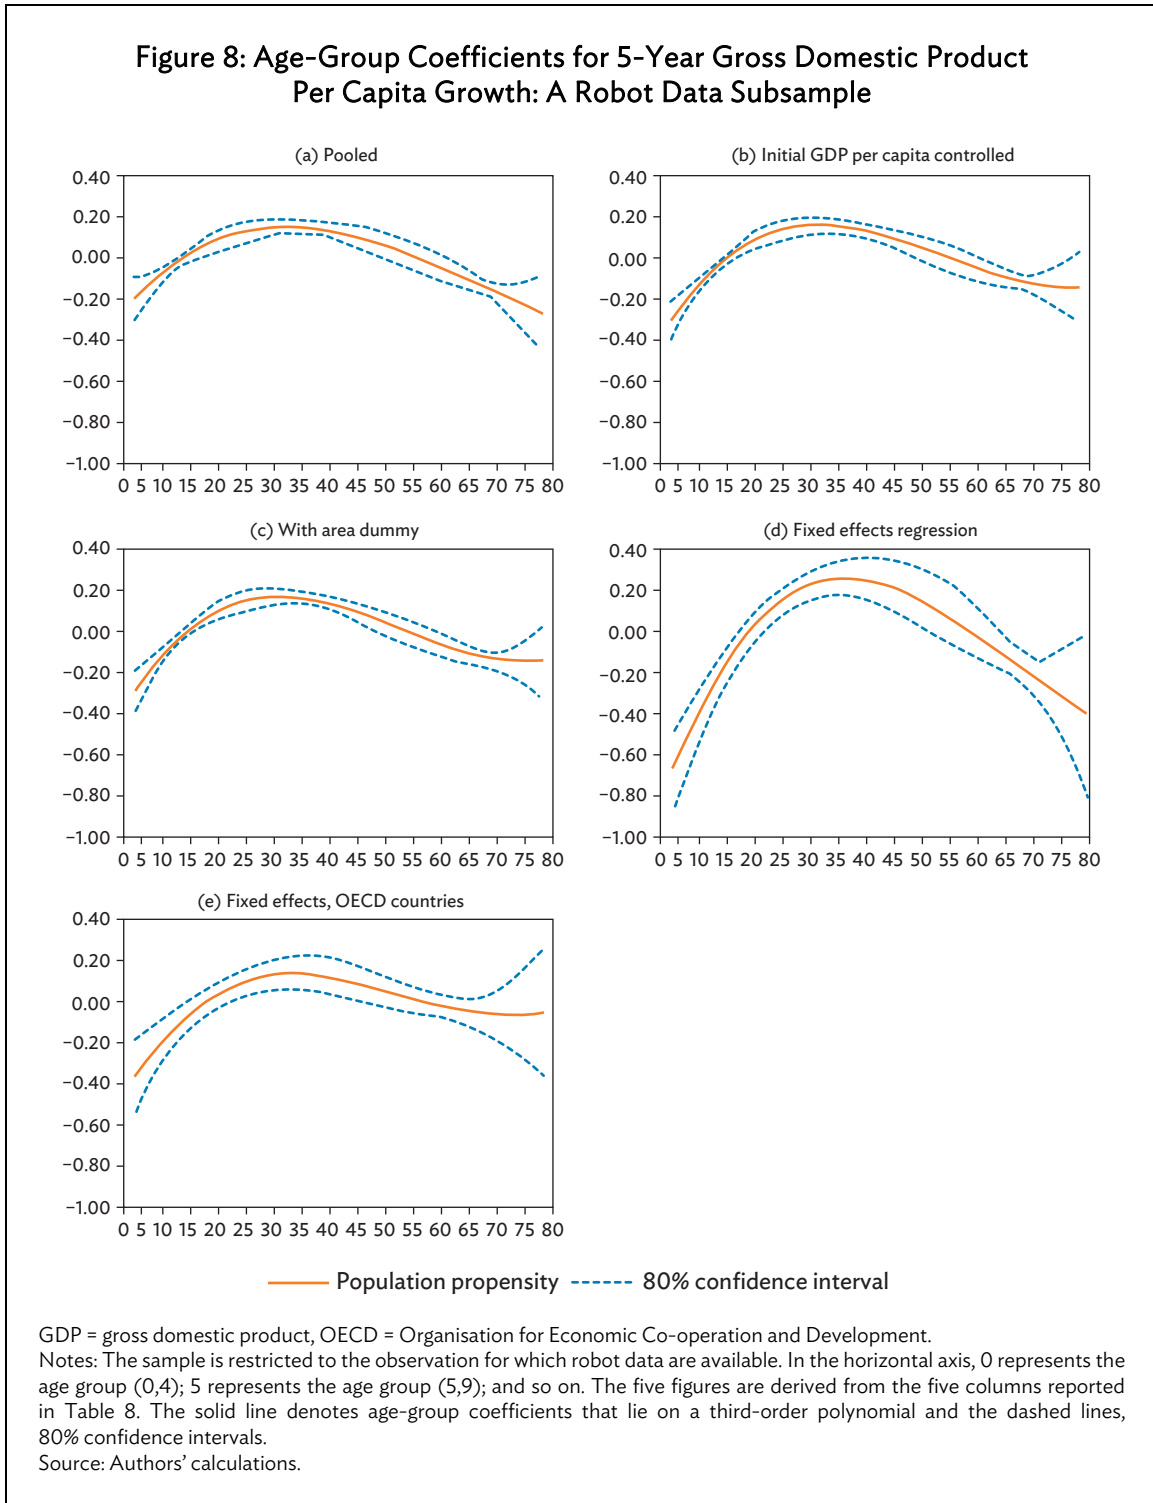 Figure 8: Age-Group Coefficients for 5-Year Gross Domestic Product
Per Capita Growth: A Robot Data Subsample
(a) Pooled
0.40
0.20
0.00
−0.20
−0.40
−0.60
−0.80
−1.00
0 5 10 15 20 25 30 35 40 45 50 55 60 65 70 75 80
(b) Initial GDP per capita controlled
0.40
0.20
0.00
−0.20
−0.40
−0.60
−0.80
−1.00
0 5 10 15 20 25 30 35 40 45 50 55 60 65 70 75 80
(c) With area dummy
0.40
0.20
0.00
−0.20
−0.40
−0.60
−0.80
−1.00
0 5 10 15 20 25 30 35 40 45 50 55 60 65 70 75 80
(d) Fixed effects regression
0.40
0.20
0.00
−0.20
−0.40
−0.60
−0.80
−1.00
0 5 10 15 20 25 30 35 40 45 50 55 60 65 70 75 80
(e) Fixed effects, OECD countries
0.40
0.20
0.00
−0.20
−0.40
−0.60
−0.80
−1.00
0 5 10 15 20 25 30 35 40 45 50 55 60 65 70 75 80
Population propensity 80% confidence interval
GDP = gross domestic product, OECD = Organisation for Economic Co-operation and Development.
Notes: The sample is restricted to the observation for which robot data are available. In the horizontal axis, 0 represents the
age group (0,4); 5 represents the age group (5,9); and so on. The five figures are derived from the five columns reported
in Table 8. The solid line denotes age-group coefficients that lie on a third-order polynomial and the dashed lines,
80% confidence intervals.
Source: Authors’ calculations.